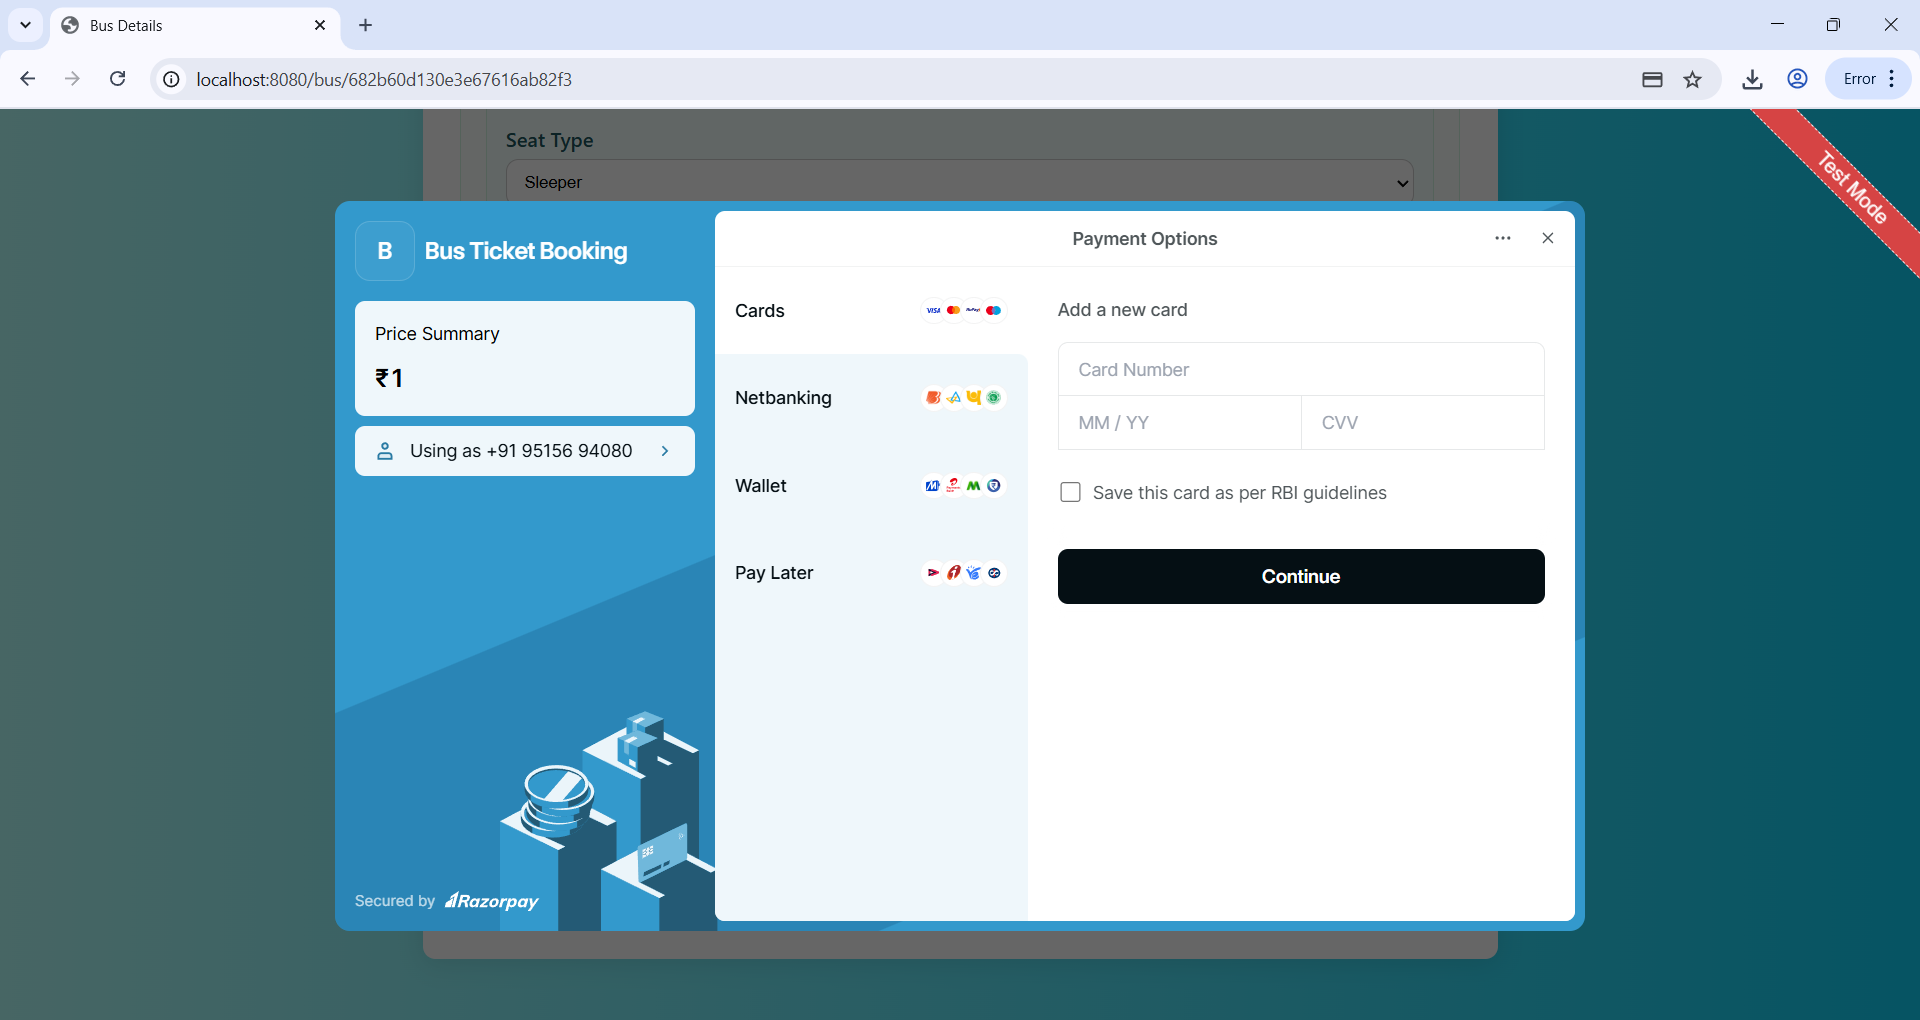 Bus Details
localhost:8080/bus/682b60d130e3e67616ab82f3
Error
Test Mode
Seat Type
Sleeper
B
Bus Ticket Booking
Price Summary
₹1
Using as +91 95156 94080
Secured by Razorpay
Payment Options
Cards
VISA
Netbanking
Wallet
Pay Later
Add a new card
Card Number
MM / YY
CVV
Save this card as per RBI guidelines
Continue